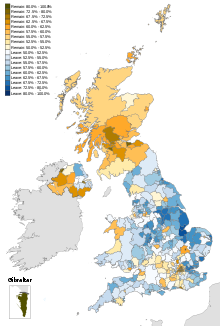 Remain 80.0% - 100.0%
Remain 72.5% - 80.0%
Remain 67.5% - 72.5%
Remain 62.5% - 67.5%
Remain 60.0% - 62.5%
Remain 57.5% - 60.0%
Remain 55.0% - 57.5%
Remain 52.5% - 55.0%
Remain 50.0% - 52.5%
Leave 50.0% - 52.5%
Leave 52.5% - 55.0%
Leave 55.0% - 57.5%
Leave 57.5% - 60.0%
Leave 60.0% - 62.5%
Leave 62.5% - 67.5%
Leave 67.5% - 72.5%
Leave 72.5% - 80.0%
Leave 80.0% - 100.0%
Gibraltar